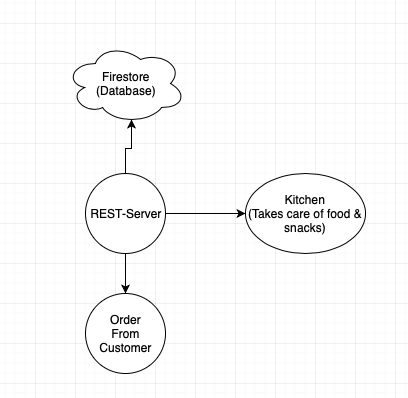 Firestore
(Database)
REST-Server
Kitchen
(Takes care of food &
snacks)
Order
From
Customer